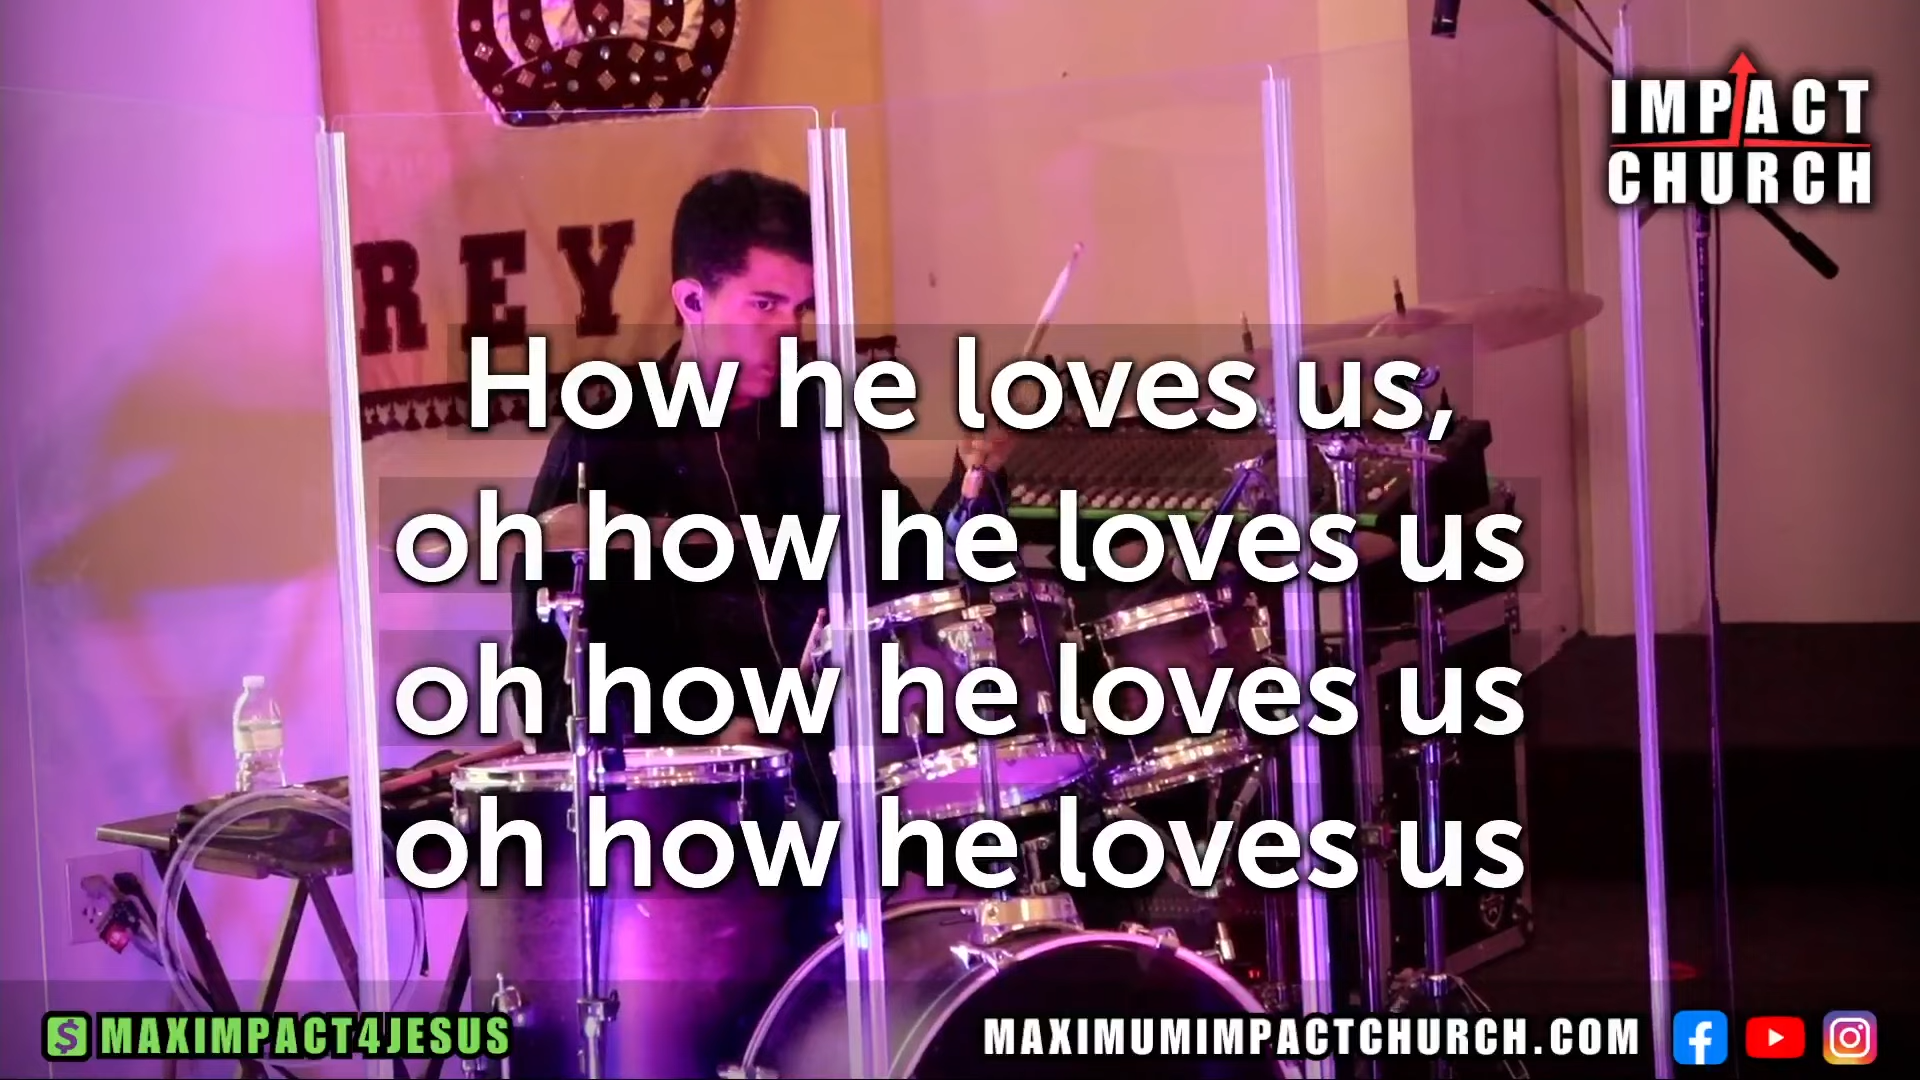 IMPACT
CHURCH
REY
How he loves us,
oh how he loves us
oh how he loves us
oh how he loves us
$MAXIMPACT4JESUS
MAXIMUMIMPACTCHURCH.COM